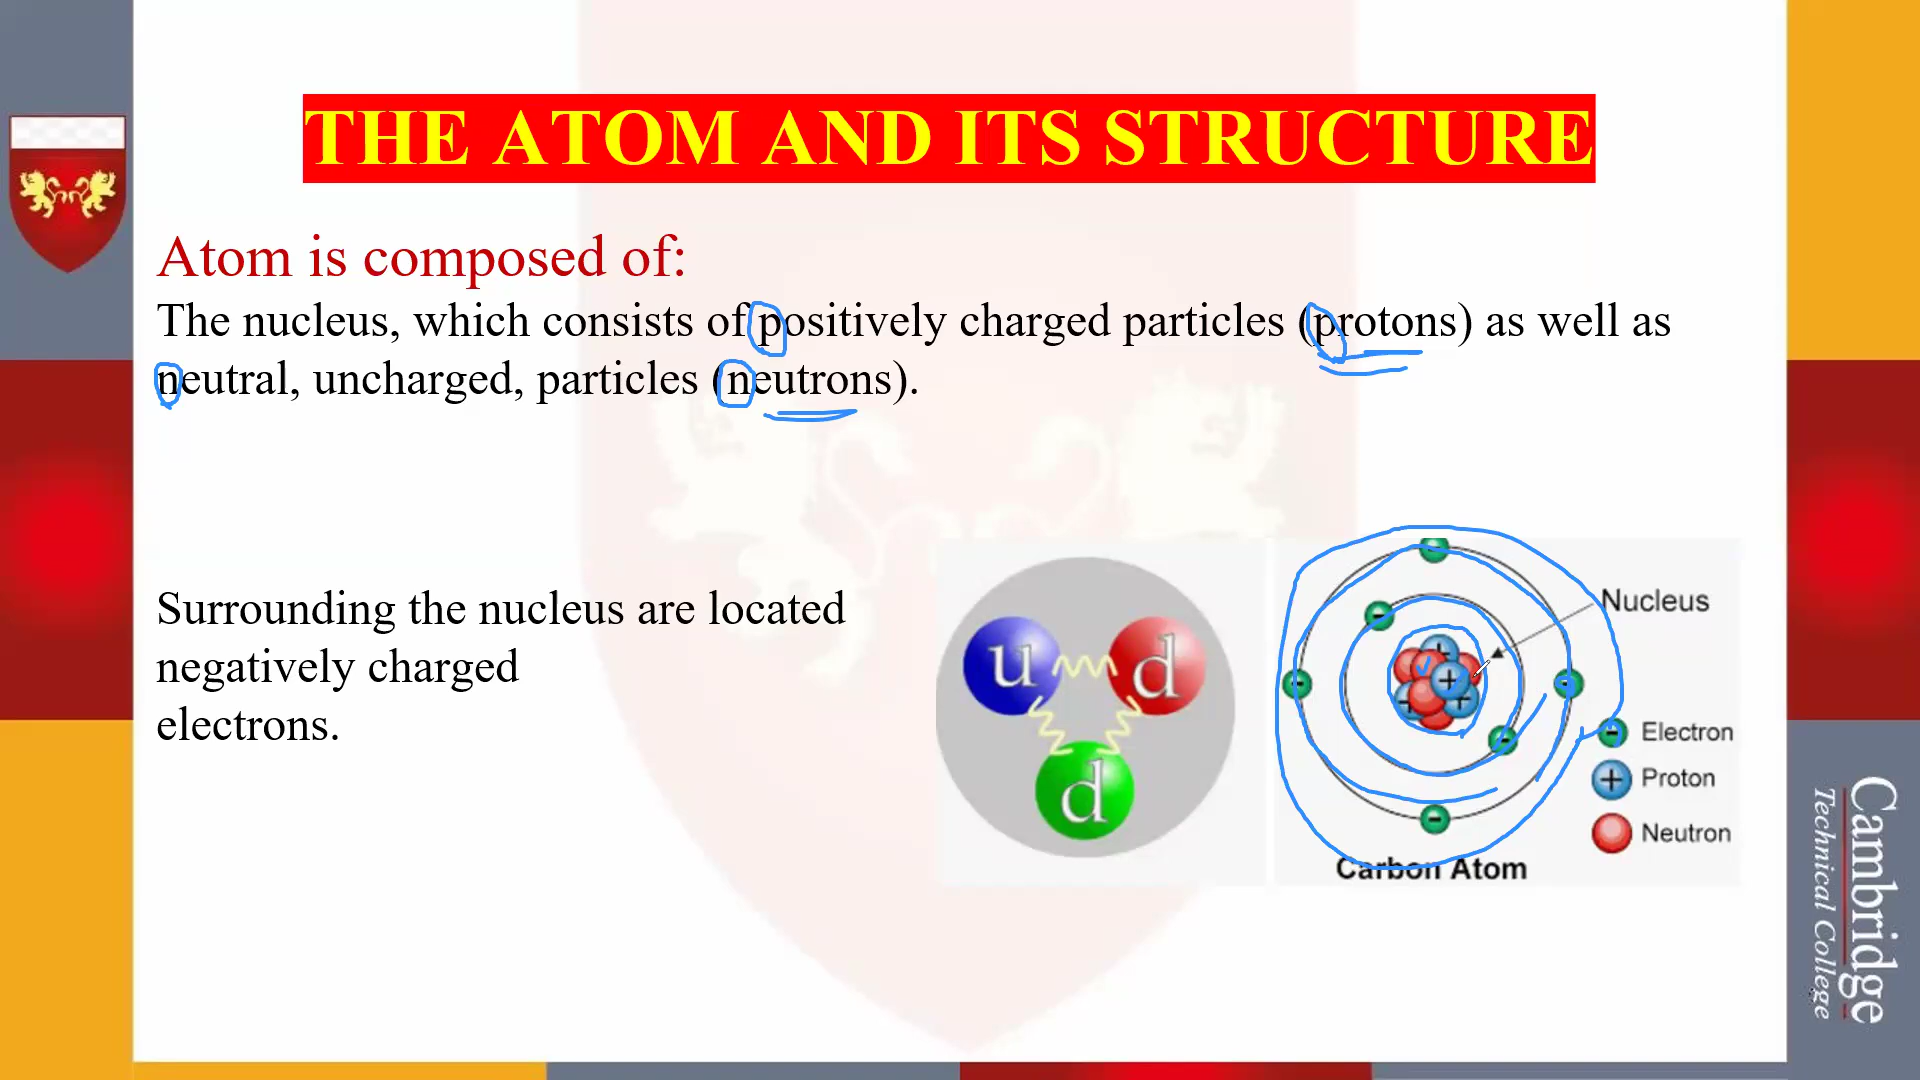 THE ATOM AND ITS STRUCTURE
Atom is composed of:
The nucleus, which consists of positively charged particles (protons) as well as
neutral, uncharged, particles (neutrons).
Surrounding the nucleus are located
negatively charged
electrons.
u d
d
Nucleus
- Electron
+ Proton
Neutron
Carbon Atom
Cambridge
Technical College